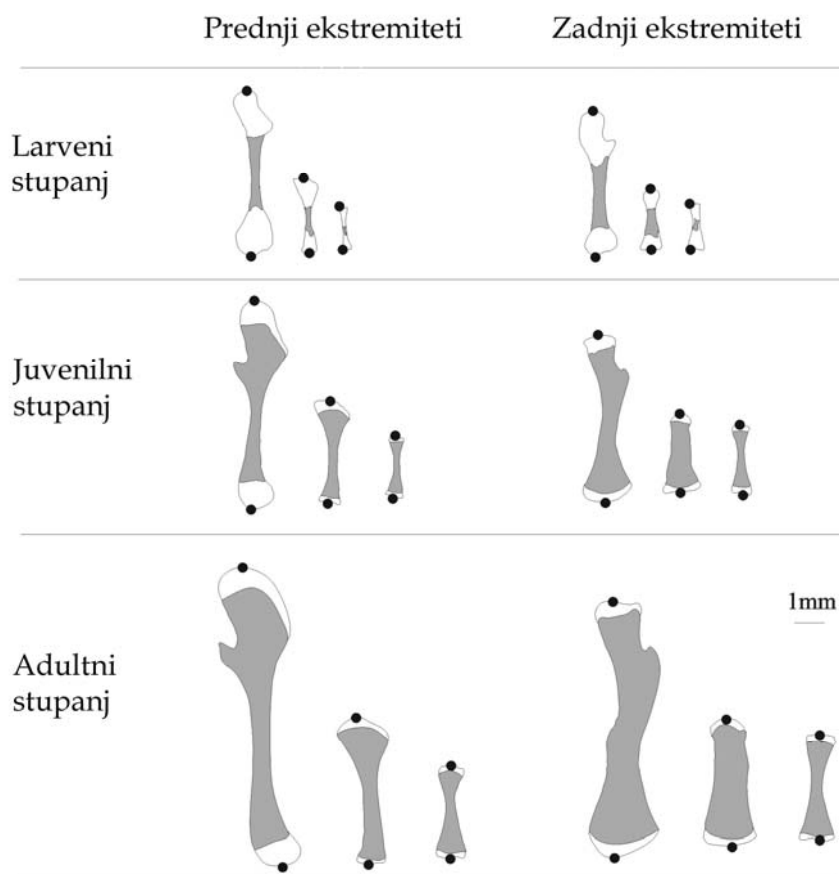 Prednji ekstremiteti
Zadnji ekstremiteti
Larveni
stupanj
Juvenilni
stupanj
1mm
Adultni
stupanj